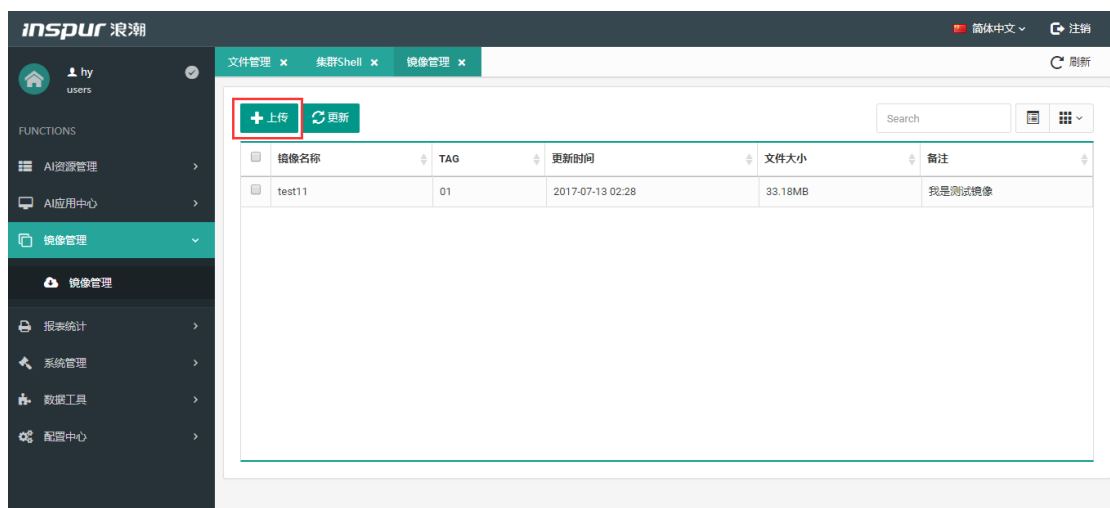 inspur 浪潮
简体中文
注销
hy
users
文件管理
集群Shell
镜像管理
刷新
FUNCTIONS
AI资源管理
AI应用中心
镜像管理
镜像管理
报表统计
系统管理
数据工具
配置中心
上传
更新
Search
镜像名称 TAG 更新时间 文件大小 备注
test11 01 2017-07-13 02:28 33.18MB 我是测试镜像